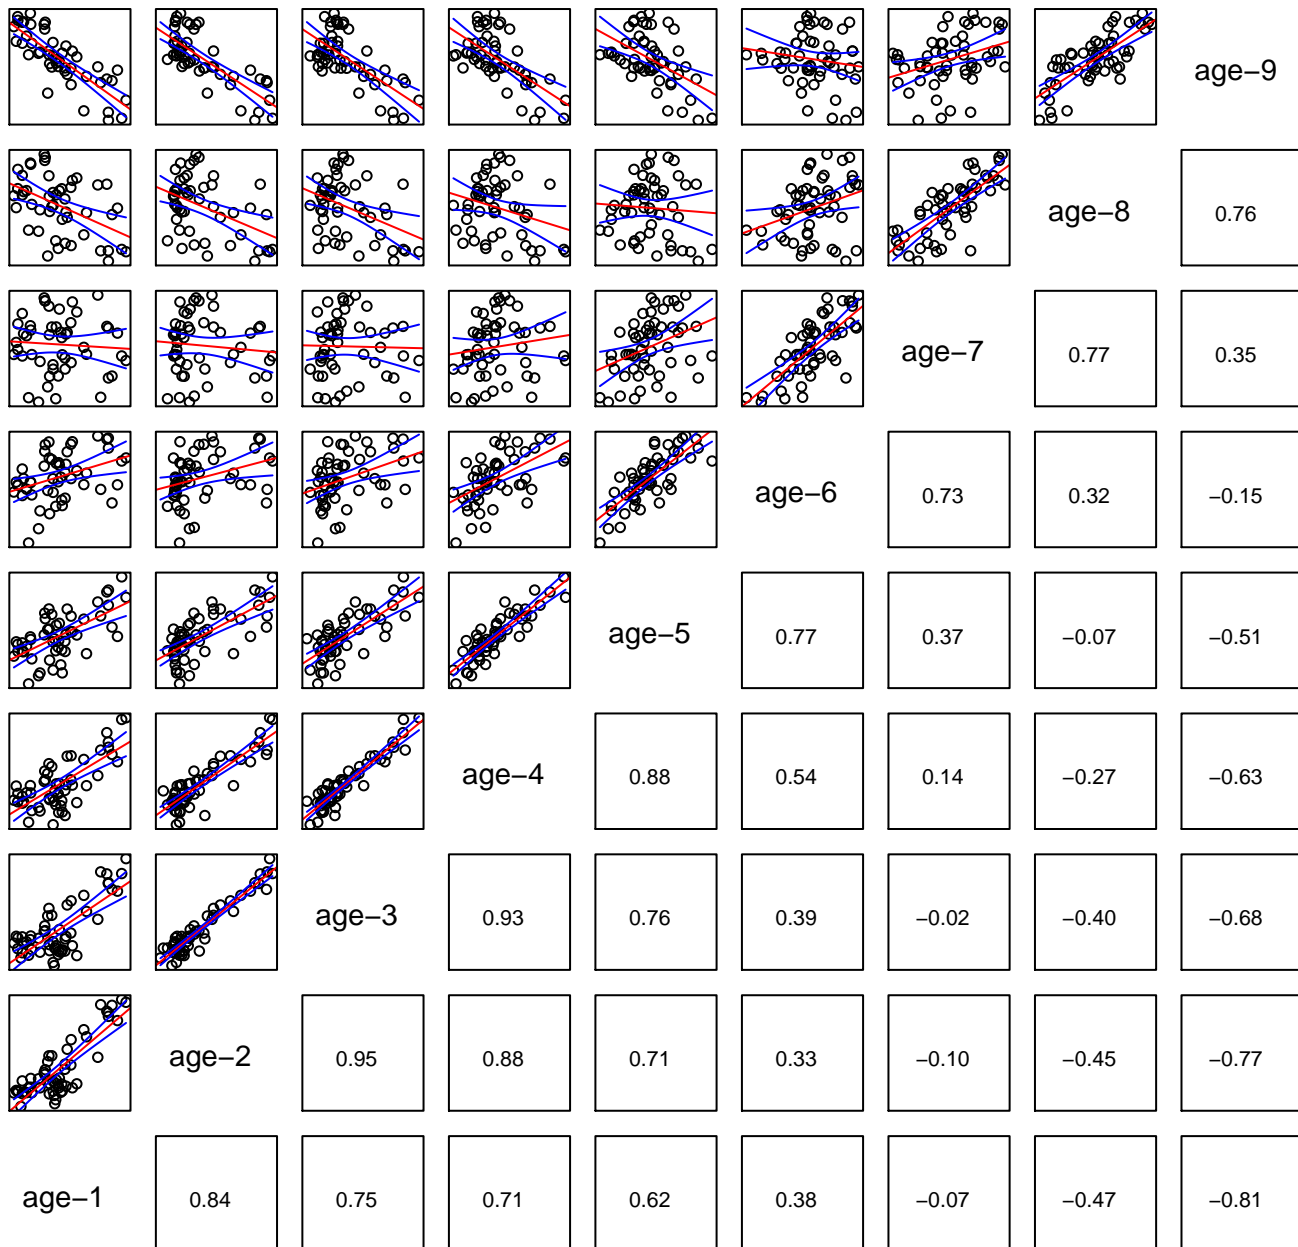 age−9
age−8 0.76
age−7 0.77 0.35
age−6 0.73 0.32 −0.15
age−5 0.77 0.37 −0.07 −0.51
age−4 0.88 0.54 0.14 −0.27 −0.63
age−3 0.93 0.76 0.39 −0.02 −0.40 −0.68
age−2 0.95 0.88 0.71 0.33 −0.10 −0.45 −0.77
age−1 0.84 0.75 0.71 0.62 0.38 −0.07 −0.47 −0.81